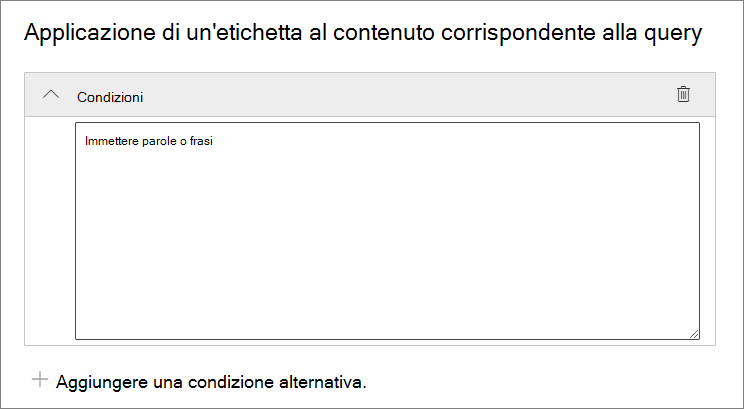 Applicazione di un'etichetta al contenuto corrispondente alla query
Condizioni
Immettere parole o frasi
Aggiungere una condizione alternativa.